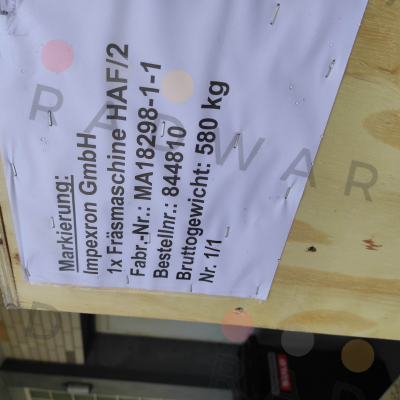 Markierung:
Impexron GmbH
1x Fräsmaschine HAF/2
Fabr.-Nr.: MA18298-1-1
Bestellnr.: 844810
Bruttogewicht: 580 kg
Nr. 1/1
RADWAR